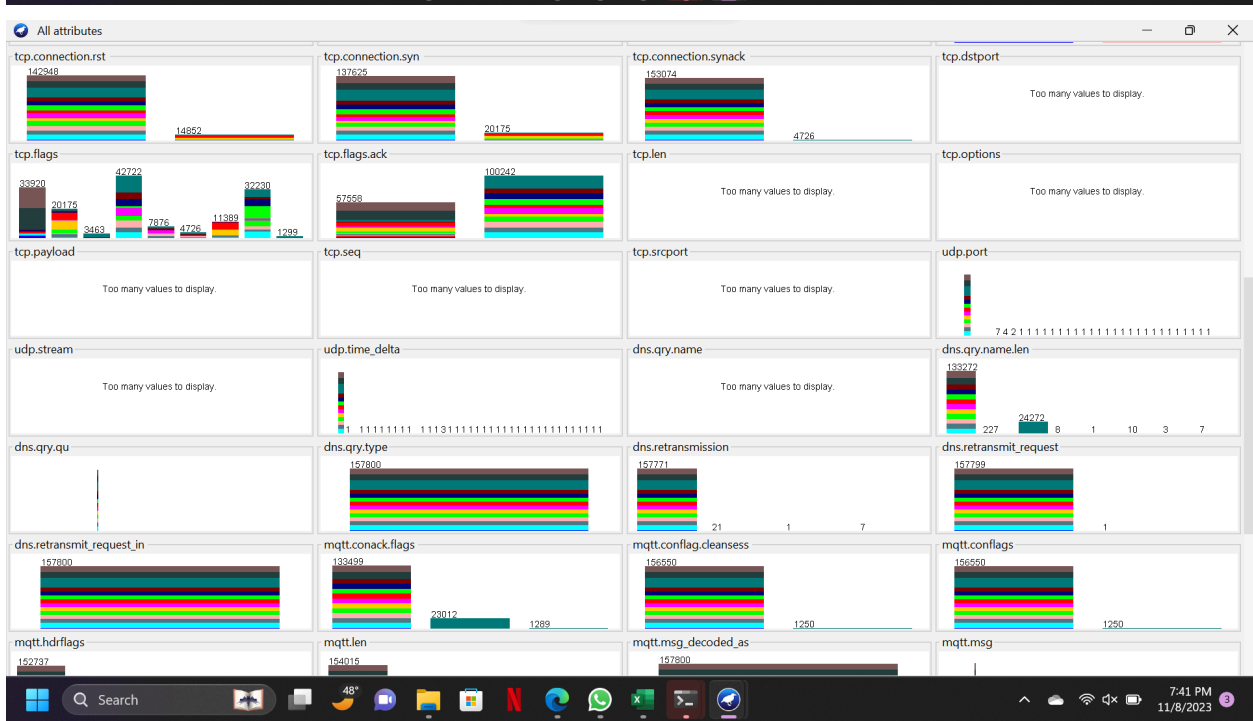 All attributes
tcp.connection.rst
142948
14852
tcp.connection.syn
137625
20175
tcp.connection.synack
153074
4726
tcp.dstport
Too many values to display.
tcp.flags
33920
20175
3463
42722
7876
4726
11389
32230
1299
tcp.flags.ack
57558
100242
tcp.len
Too many values to display.
tcp.options
Too many values to display.
tcp.payload
Too many values to display.
tcp.seq
Too many values to display.
tcp.srcport
Too many values to display.
udp.port
7 4 2 1 1 1 1 1 1 1 1 1 1 1 1 1 1 1 1 1 1 1 1
udp.stream
Too many values to display.
udp.time_delta
1 1 1 1 1 1 1 1 1 1 1 1 3 1 1 1 1 1 1 1 1 1 1 1 1 1 1 1 1
dns.qry.name
Too many values to display.
dns.qry.name.len
133272
227
24272
8
1
10
3
7
dns.qry.qu
dns.qry.type
157800
dns.retransmission
157771
21
1
7
dns.retransmit_request
157799
1
dns.retransmit_request_in
157800
mqtt.conack.flags
133499
23012
1289
mqtt.conflag.cleansess
156550
1250
mqtt.conflags
156550
1250
mqtt.hdrflags
152737
mqtt.len
154015
mqtt.msg_decoded_as
157800
mqtt.msg
Search
48°
7:41 PM
11/8/2023
3